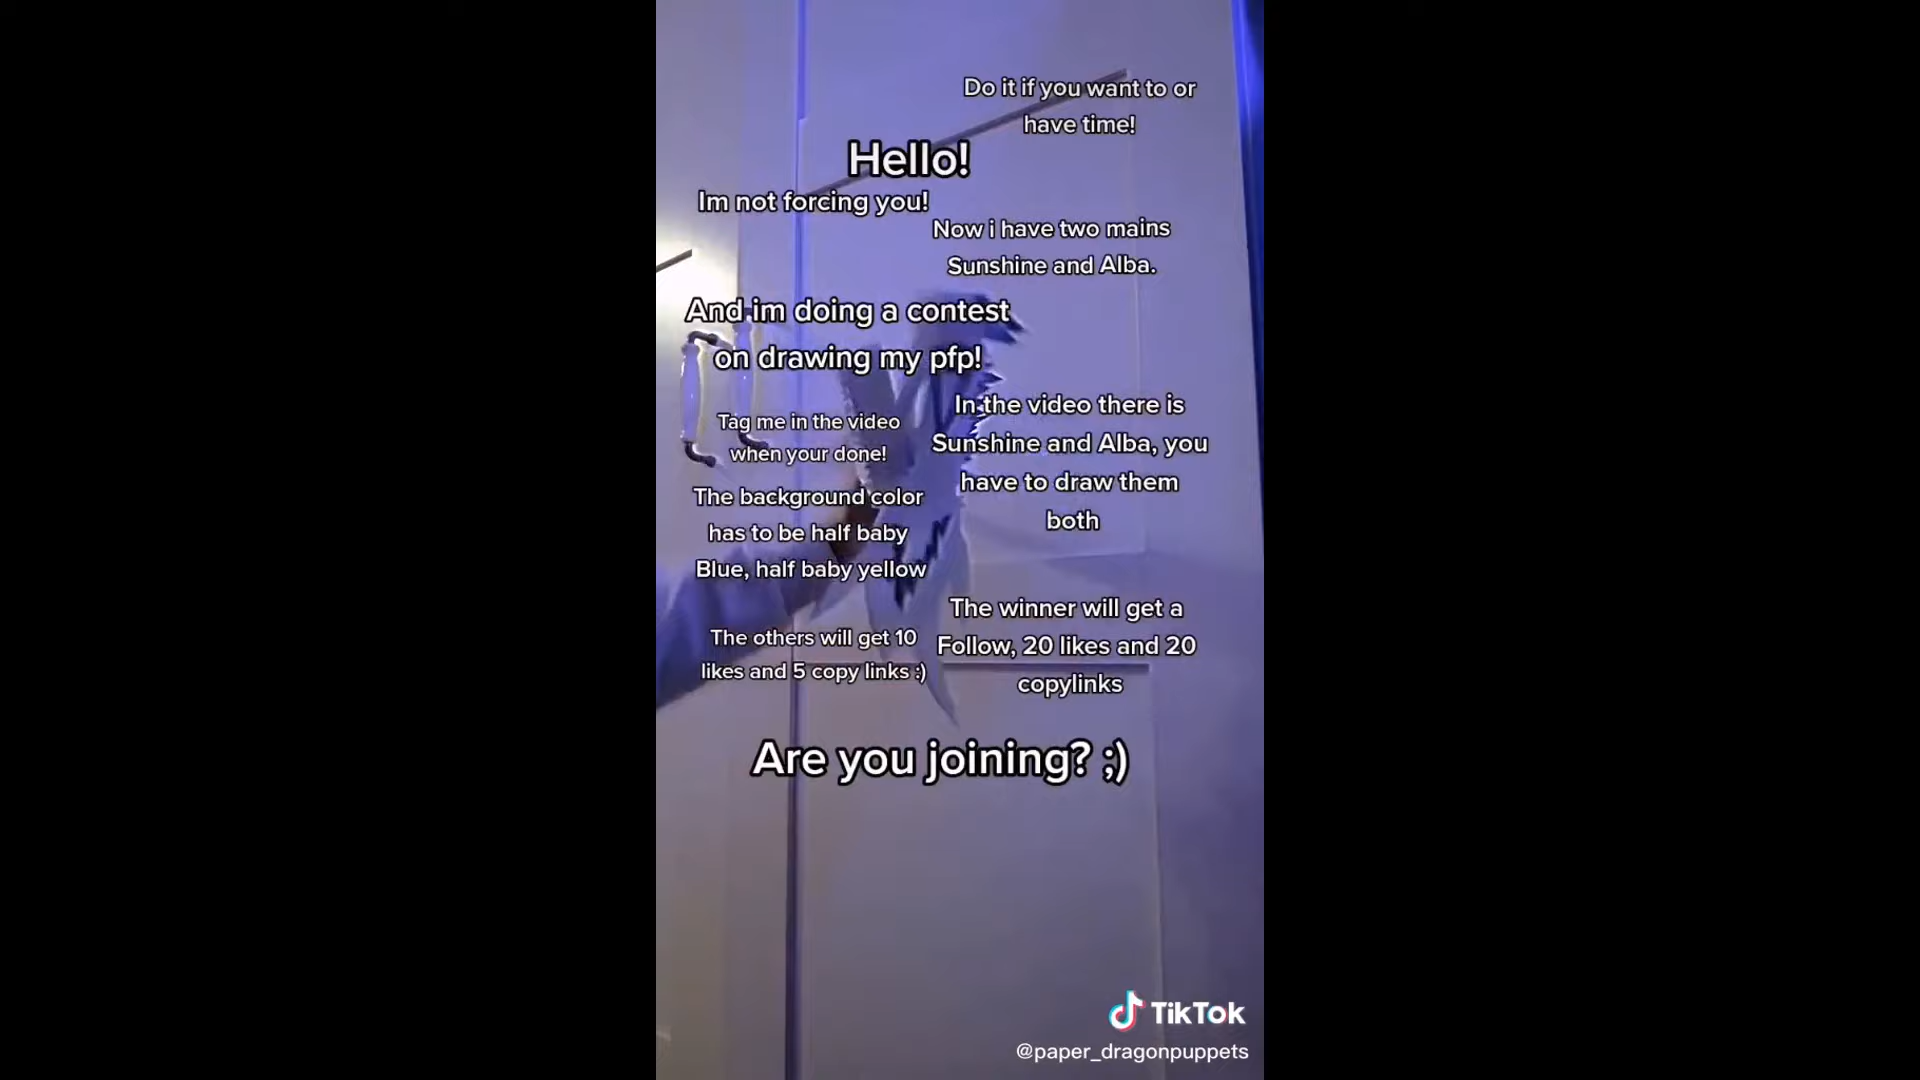 Do it if you want to or
have time!
Hello!
Im not forcing you!
Now i have two mains
Sunshine and Alba.
And im doing a contest
on drawing my pfp!
In the video there is
Sunshine and Alba, you
have to draw them
both
Tag me in the video
when your done!
The background color
has to be half baby
Blue, half baby yellow
The winner will get a
Follow, 20 likes and 20
copylinks
The others will get 10
likes and 5 copy links :)
Are you joining? ;)
TikTok
@paper_dragonpuppets